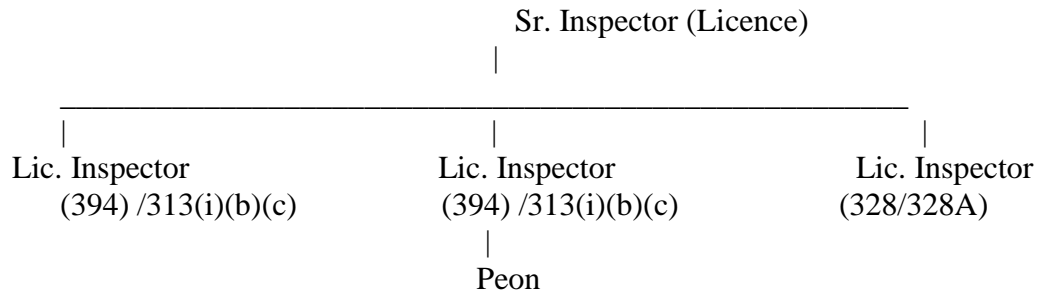 Sr. Inspector (Licence)
Lic. Inspector Lic. Inspector Lic. Inspector
(394) /313(i)(b)(c) (394) /313(i)(b)(c) (328/328A)
Peon